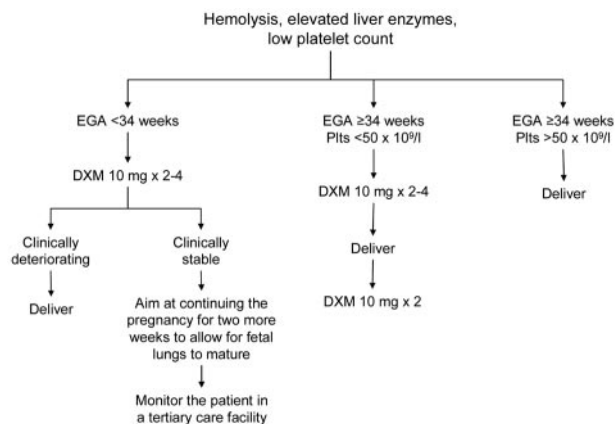 Hemolysis, elevated liver enzymes,
low platelet count
EGA <34 weeks
EGA ≥34 weeks
Plts <50 x 10⁹/l
EGA ≥34 weeks
Plts >50 x 10⁹/l
DXM 10 mg x 2-4
DXM 10 mg x 2-4
Deliver
Clinically
deteriorating
Clinically
stable
Deliver
Deliver
Aim at continuing the
pregnancy for two more
weeks to allow for fetal
lungs to mature
DXM 10 mg x 2
Monitor the patient in
a tertiary care facility